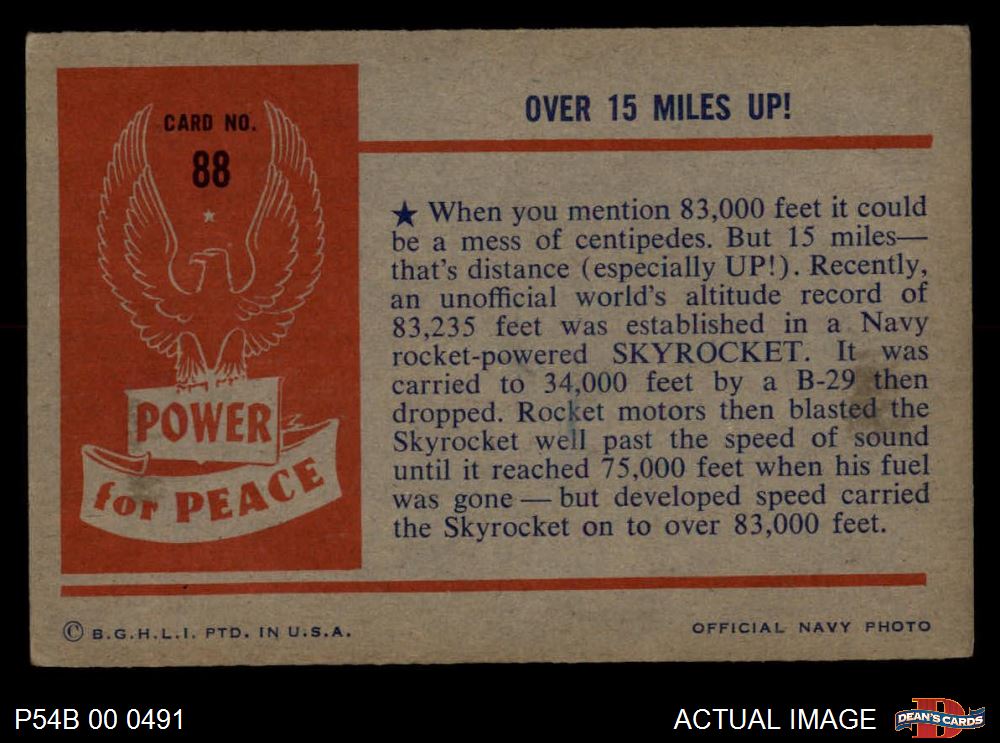 CARD NO.
88
POWER
for PEACE
OVER 15 MILES UP!
★ When you mention 83,000 feet it could
be a mess of centipedes. But 15 miles—
that's distance (especially UP!). Recently,
an unofficial world's altitude record of
83,235 feet was established in a Navy
rocket-powered SKYROCKET. It was
carried to 34,000 feet by a B-29 then
dropped. Rocket motors then blasted the
Skyrocket well past the speed of sound
until it reached 75,000 feet when his fuel
was gone — but developed speed carried
the Skyrocket on to over 83,000 feet.
© B.G.H.L.I. PTD. IN U.S.A.
OFFICIAL NAVY PHOTO
P54B 00 0491
ACTUAL IMAGE
D
DEAN'S CARDS